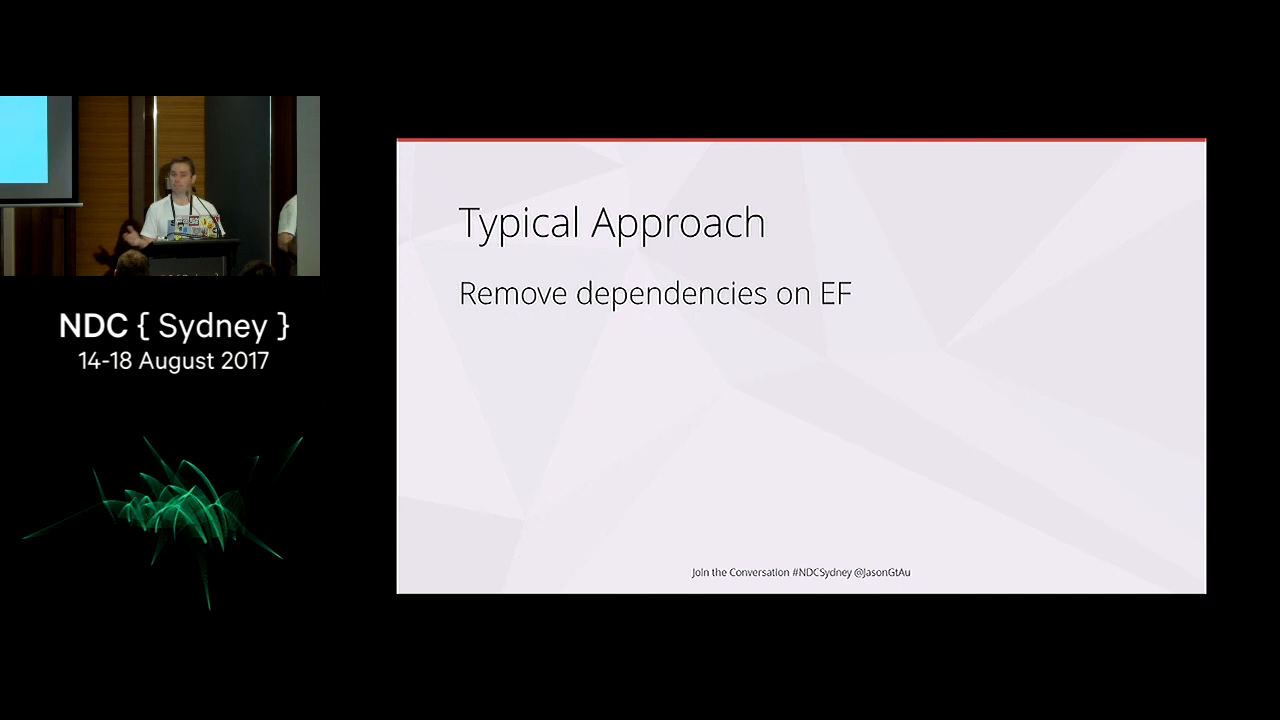 NDC { Sydney }
14-18 August 2017
Typical Approach
Remove dependencies on EF
Join the Conversation #NDCSydney @JasonGtAu